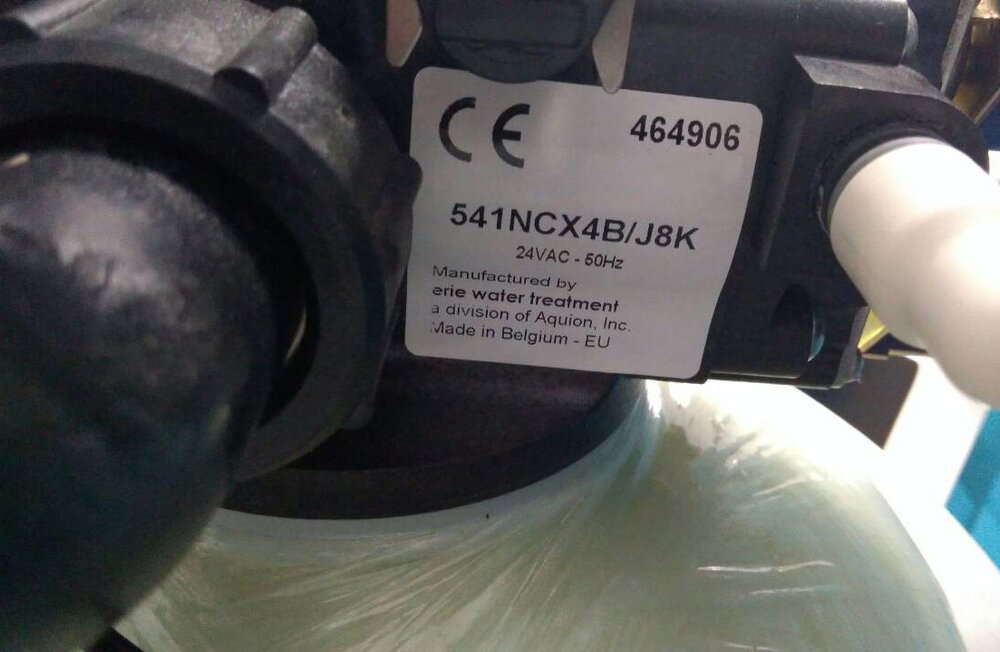 CE 464906
541NCX4B/J8K
24VAC - 50Hz
Manufactured by
erie water treatment
a division of Aquion, Inc.
Made in Belgium - EU